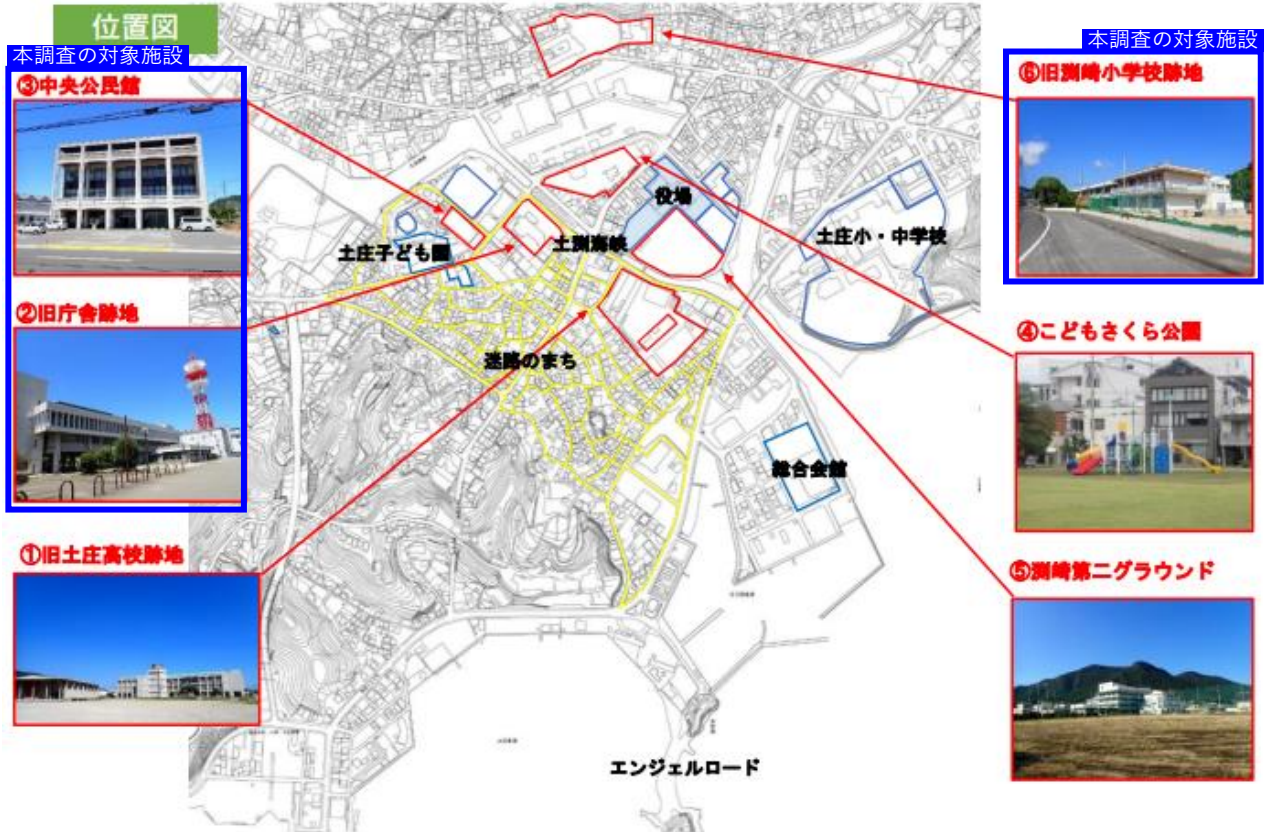 位置図
本調査の対象施設
③中央公民館
②旧庁舎跡地
①旧土庄高校跡地
役場
土庄子ども園
土渕海峡
土庄小・中学校
迷路のまち
総合会館
エンジェルロード
本調査の対象施設
⑥旧渕崎小学校跡地
④こどもさくら公園
⑤渕崎第二グラウンド